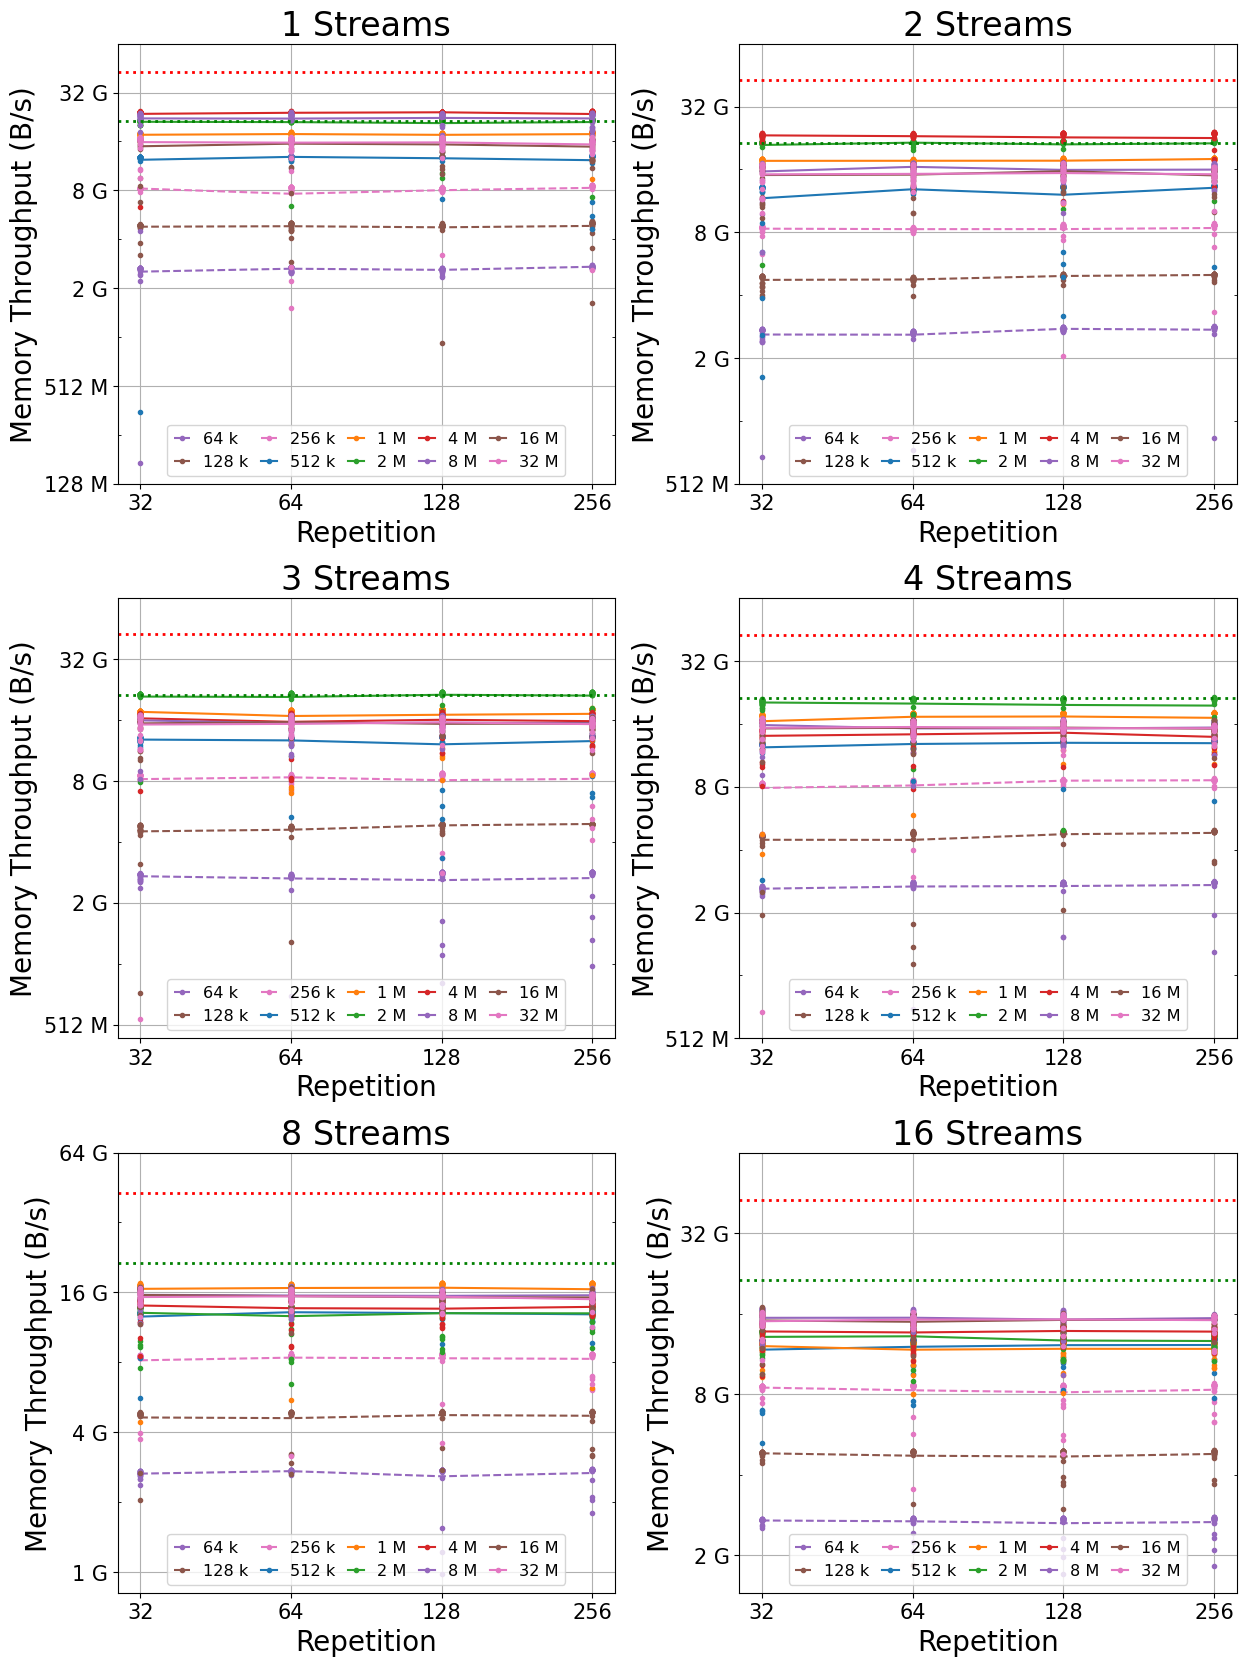 1 Streams
Memory Throughput (B/s)
32 G
8 G
2 G
512 M
128 M
32 64 128 256
Repetition
64 k 256 k 1 M 4 M 16 M
128 k 512 k 2 M 8 M 32 M
2 Streams
Memory Throughput (B/s)
32 G
8 G
2 G
512 M
32 64 128 256
Repetition
64 k 256 k 1 M 4 M 16 M
128 k 512 k 2 M 8 M 32 M
3 Streams
Memory Throughput (B/s)
32 G
8 G
2 G
512 M
32 64 128 256
Repetition
64 k 256 k 1 M 4 M 16 M
128 k 512 k 2 M 8 M 32 M
4 Streams
Memory Throughput (B/s)
32 G
8 G
2 G
512 M
32 64 128 256
Repetition
64 k 256 k 1 M 4 M 16 M
128 k 512 k 2 M 8 M 32 M
8 Streams
Memory Throughput (B/s)
64 G
16 G
4 G
1 G
32 64 128 256
Repetition
64 k 256 k 1 M 4 M 16 M
128 k 512 k 2 M 8 M 32 M
16 Streams
Memory Throughput (B/s)
32 G
8 G
2 G
32 64 128 256
Repetition
64 k 256 k 1 M 4 M 16 M
128 k 512 k 2 M 8 M 32 M